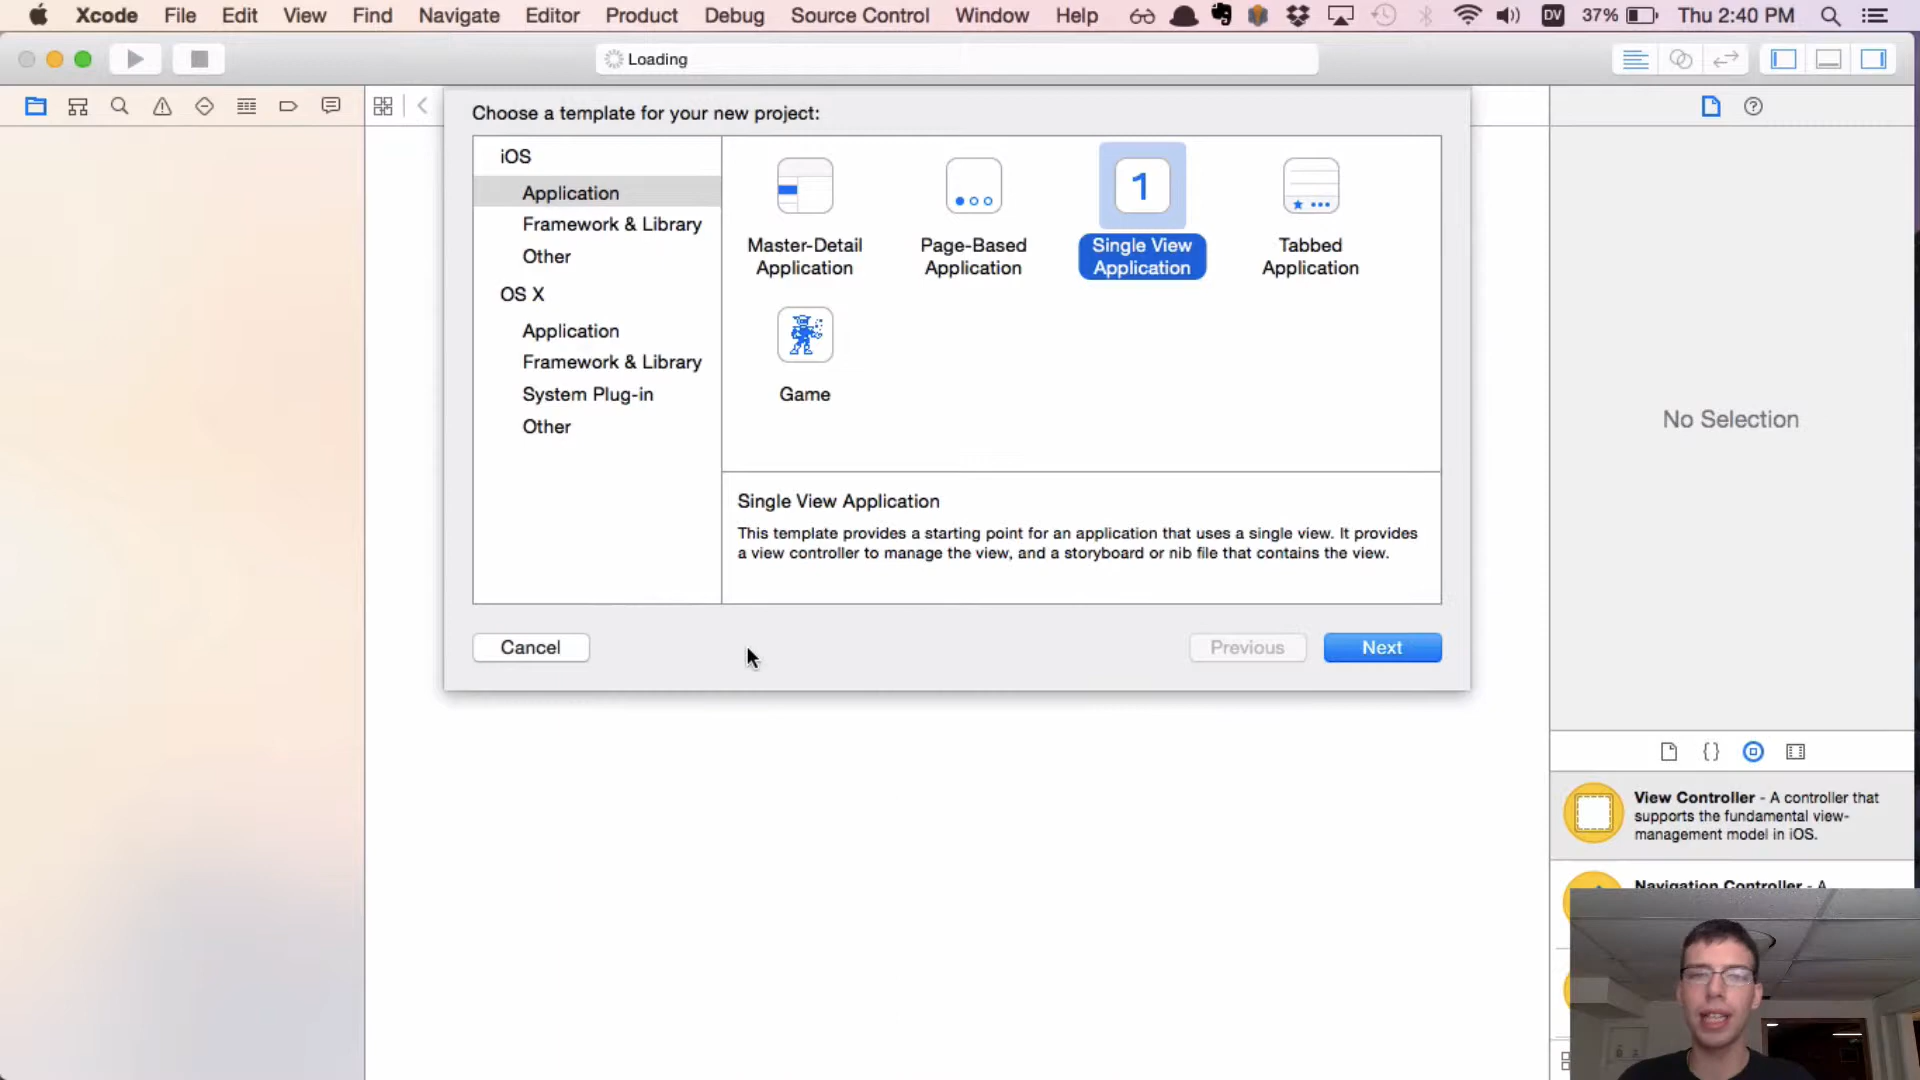 Xcode File Edit View Find Navigate Editor Product Debug Source Control Window Help DV 37% Thu 2:40 PM
Loading
Choose a template for your new project:
iOS
Application
Framework & Library
Other
OS X
Application
Framework & Library
System Plug-in
Other
Master-Detail
Application
Page-Based
Application
1
Single View
Application
Tabbed
Application
Game
Single View Application
This template provides a starting point for an application that uses a single view. It provides
a view controller to manage the view, and a storyboard or nib file that contains the view.
Cancel
Previous
Next
No Selection
{}
View Controller - A controller that
supports the fundamental view-
management model in iOS.
Navigation Controller - A